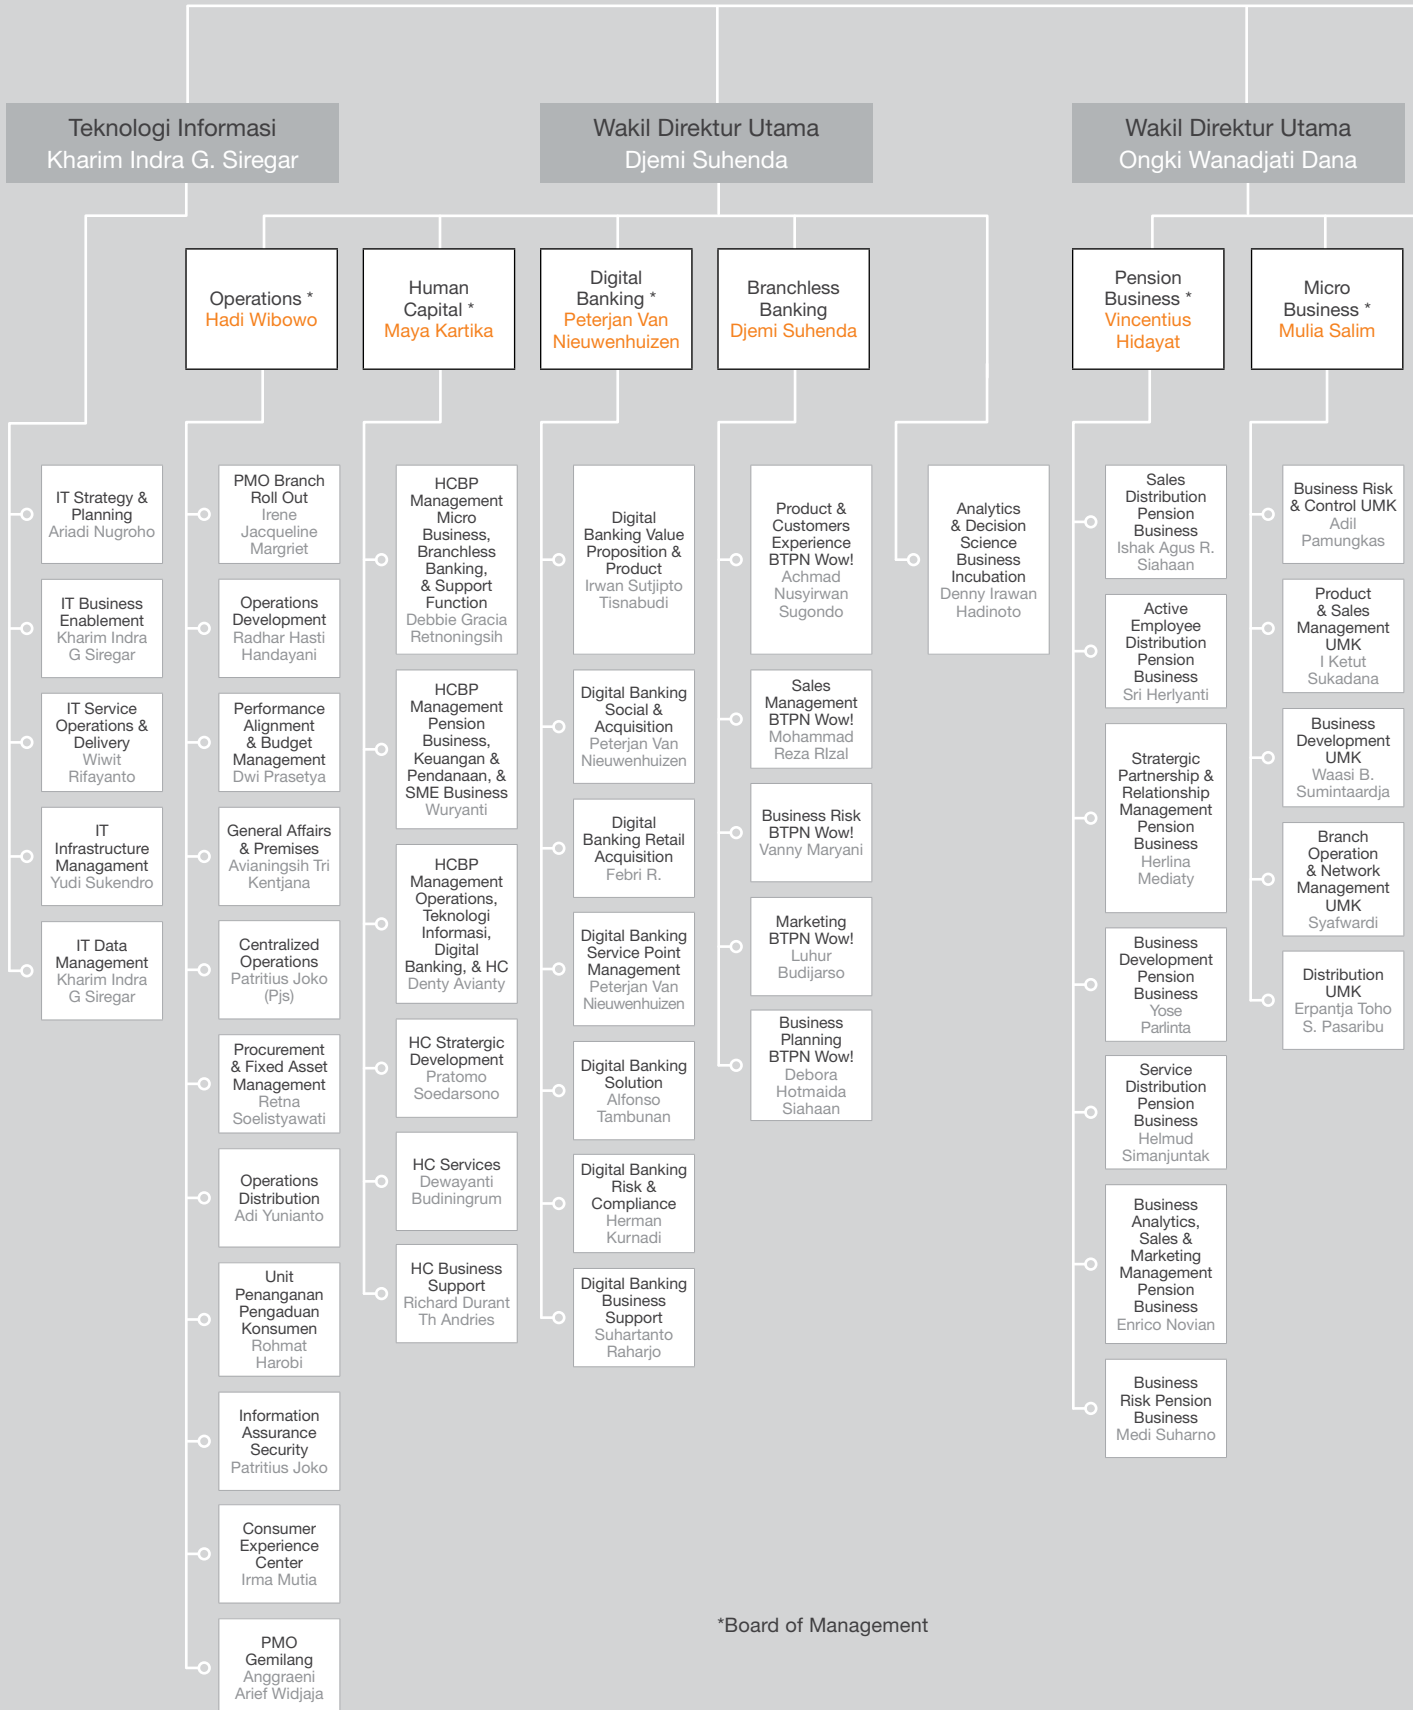 Teknologi Informasi
Kharim Indra G. Siregar
Wakil Direktur Utama
Djemi Suhenda
Wakil Direktur Utama
Ongki Wanadjati Dana
Operations *
Hadi Wibowo
Human
Capital *
Maya Kartika
Digital
Banking *
Peterjan Van
Nieuwenhuizen
Branchless
Banking
Djemi Suhenda
Pension
Business *
Vincentius
Hidayat
Micro
Business *
Mulia Salim
IT Strategy &
Planning
Ariadi Nugroho
IT Business
Enablement
Kharim Indra
G Siregar
IT Service
Operations &
Delivery
Wiwit
Rifayanto
IT
Infrastructure
Managament
Yudi Sukendro
IT Data
Management
Kharim Indra
G Siregar
PMO Branch
Roll Out
Irene
Jacqueline
Margriet
Operations
Development
Radhar Hasti
Handayani
Performance
Alignment
& Budget
Management
Dwi Prasetya
General Affairs
& Premises
Avianingsih Tri
Kentjana
Centralized
Operations
Patritius Joko
(Pjs)
Procurement
& Fixed Asset
Management
Retna
Soelistyawati
Operations
Distribution
Adi Yunianto
Unit
Penanganan
Pengaduan
Konsumen
Rohmat
Harobi
Information
Assurance
Security
Patritius Joko
Consumer
Experience
Center
Irma Mutia
PMO
Gemilang
Anggraeni
Arief Widjaja
HCBP
Management
Micro
Business,
Branchless
Banking,
& Support
Function
Debbie Gracia
Retnoningsih
HCBP
Management
Pension
Business,
Keuangan &
Pendanaan, &
SME Business
Wuryanti
HCBP
Management
Operations,
Teknologi
Informasi,
Digital
Banking, & HC
Denty Avianty
HC Stratergic
Development
Pratomo
Soedarsono
HC Services
Dewayanti
Budiningrum
HC Business
Support
Richard Durant
Th Andries
Digital
Banking Value
Proposition &
Product
Irwan Sutjipto
Tisnabudi
Digital Banking
Social &
Acquisition
Peterjan Van
Nieuwenhuizen
Digital
Banking Retail
Acquisition
Febri R.
Digital Banking
Service Point
Management
Peterjan Van
Nieuwenhuizen
Digital Banking
Solution
Alfonso
Tambunan
Digital Banking
Risk &
Compliance
Herman
Kurnadi
Digital Banking
Business
Support
Suhartanto
Raharjo
Product &
Customers
Experience
BTPN Wow!
Achmad
Nusyirwan
Sugondo
Sales
Management
BTPN Wow!
Mohammad
Reza RIzal
Business Risk
BTPN Wow!
Vanny Maryani
Marketing
BTPN Wow!
Luhur
Budijarso
Business
Planning
BTPN Wow!
Debora
Hotmaida
Siahaan
Analytics
& Decision
Science
Business
Incubation
Denny Irawan
Hadinoto
Sales
Distribution
Pension
Business
Ishak Agus R.
Siahaan
Active
Employee
Distribution
Pension
Business
Sri Herlyanti
Stratergic
Partnership &
Relationship
Management
Pension
Business
Herlina
Mediaty
Business
Development
Pension
Business
Yose
Parlinta
Service
Distribution
Pension
Business
Helmud
Simanjuntak
Business
Analytics,
Sales &
Marketing
Management
Pension
Business
Enrico Novian
Business
Risk Pension
Business
Medi Suharno
Business Risk
& Control UMK
Adil
Pamungkas
Product
& Sales
Management
UMK
I Ketut
Sukadana
Business
Development
UMK
Waasi B.
Sumintaardja
Branch
Operation
& Network
Management
UMK
Syafwardi
Distribution
UMK
Erpantja Toho
S. Pasaribu
*Board of Management